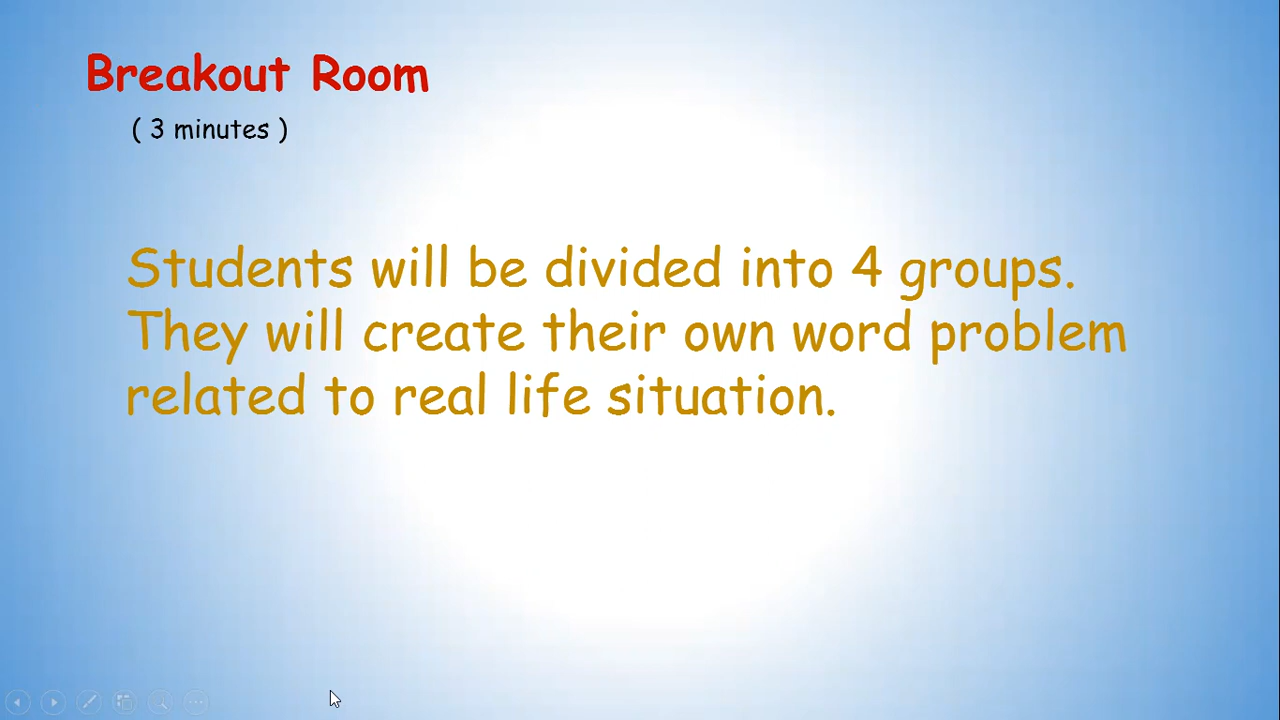 Breakout Room
( 3 minutes )
Students will be divided into 4 groups.
They will create their own word problem
related to real life situation.